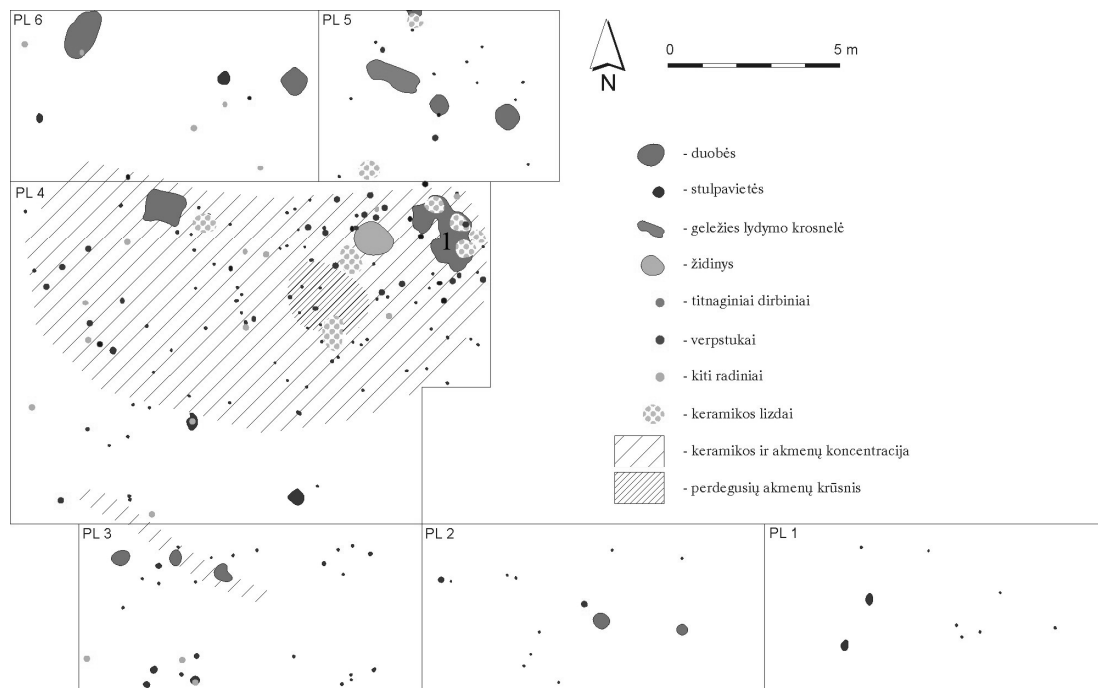 PL 6
PL 5
0 5 m
N
- duobės
- stulpavietės
- geležies lydymo krosnelė
- židinys
- titnaginiai dirbiniai
- verpstukai
- kiti radiniai
- keramikos lizdai
- keramikos ir akmenų koncentracija
- perdegusių akmenų krūsnis
PL 4
1
PL 3
PL 2
PL 1